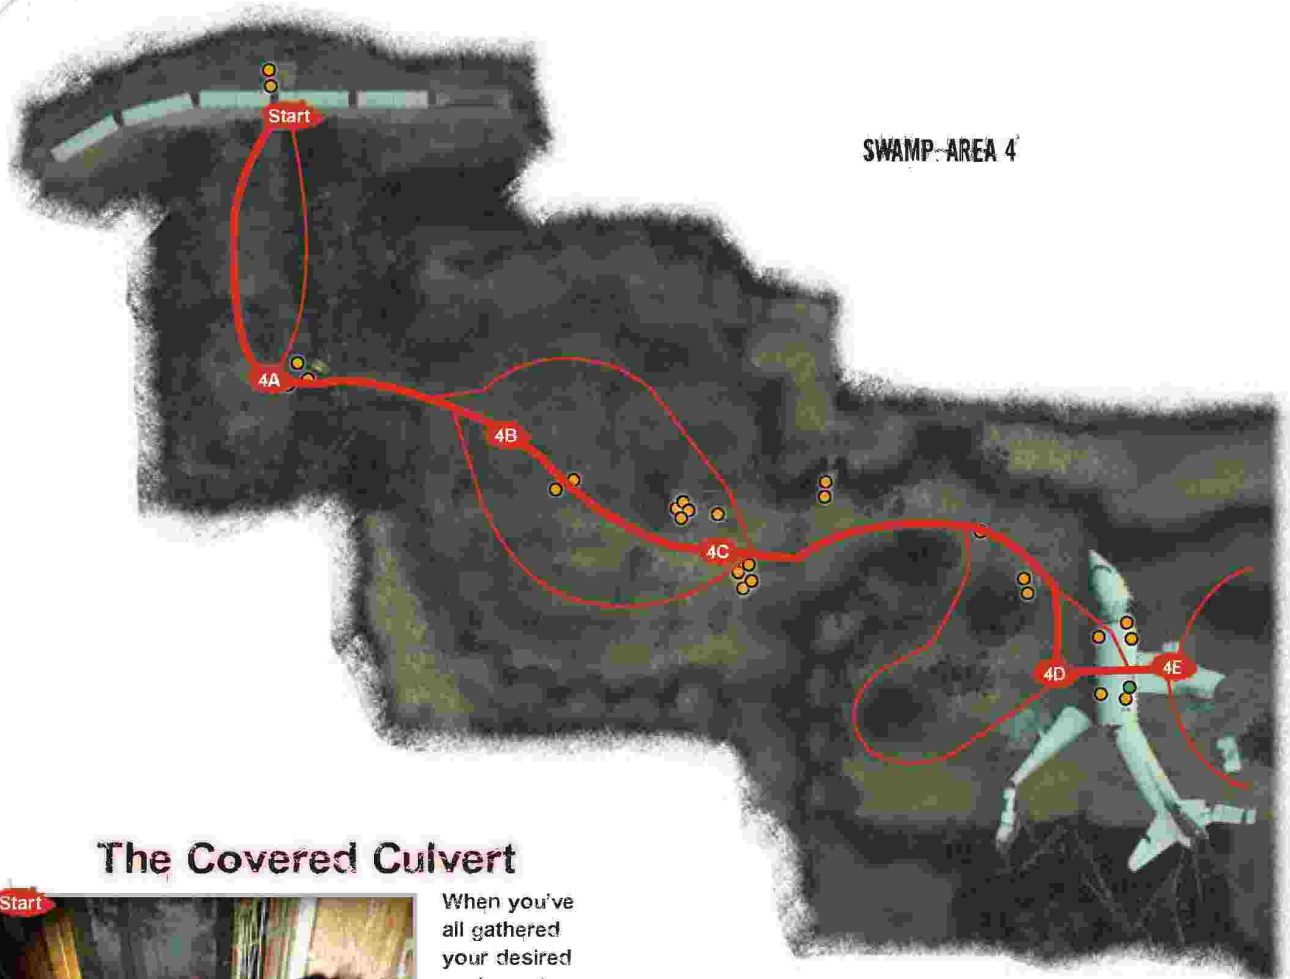 Start
SWAMP: AREA 4
4A
4B
4C
4D
4E
The Covered Culvert
Start
When you've
all gathered
your desired